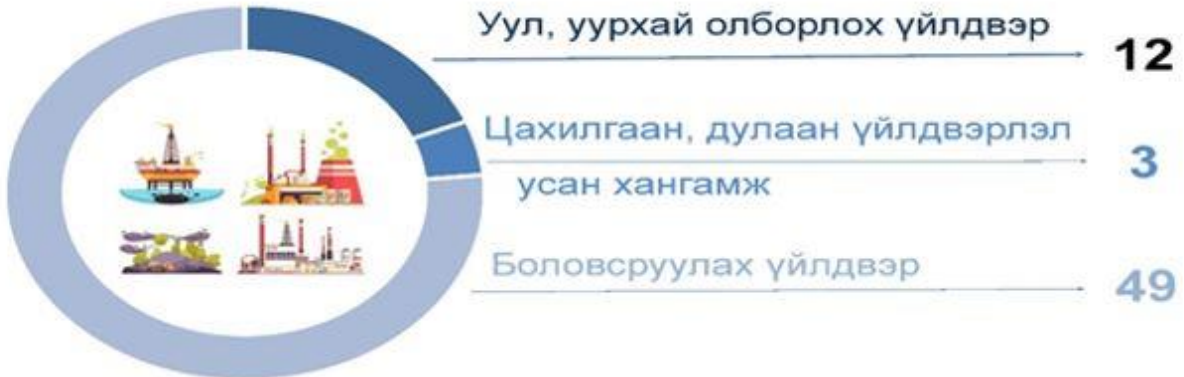 Уул, уурхай олборлох үйлдвэр
12
Цахилгаан, дулаан үйлдвэрлэл
усан хангамж
3
Боловсруулах үйлдвэр
49